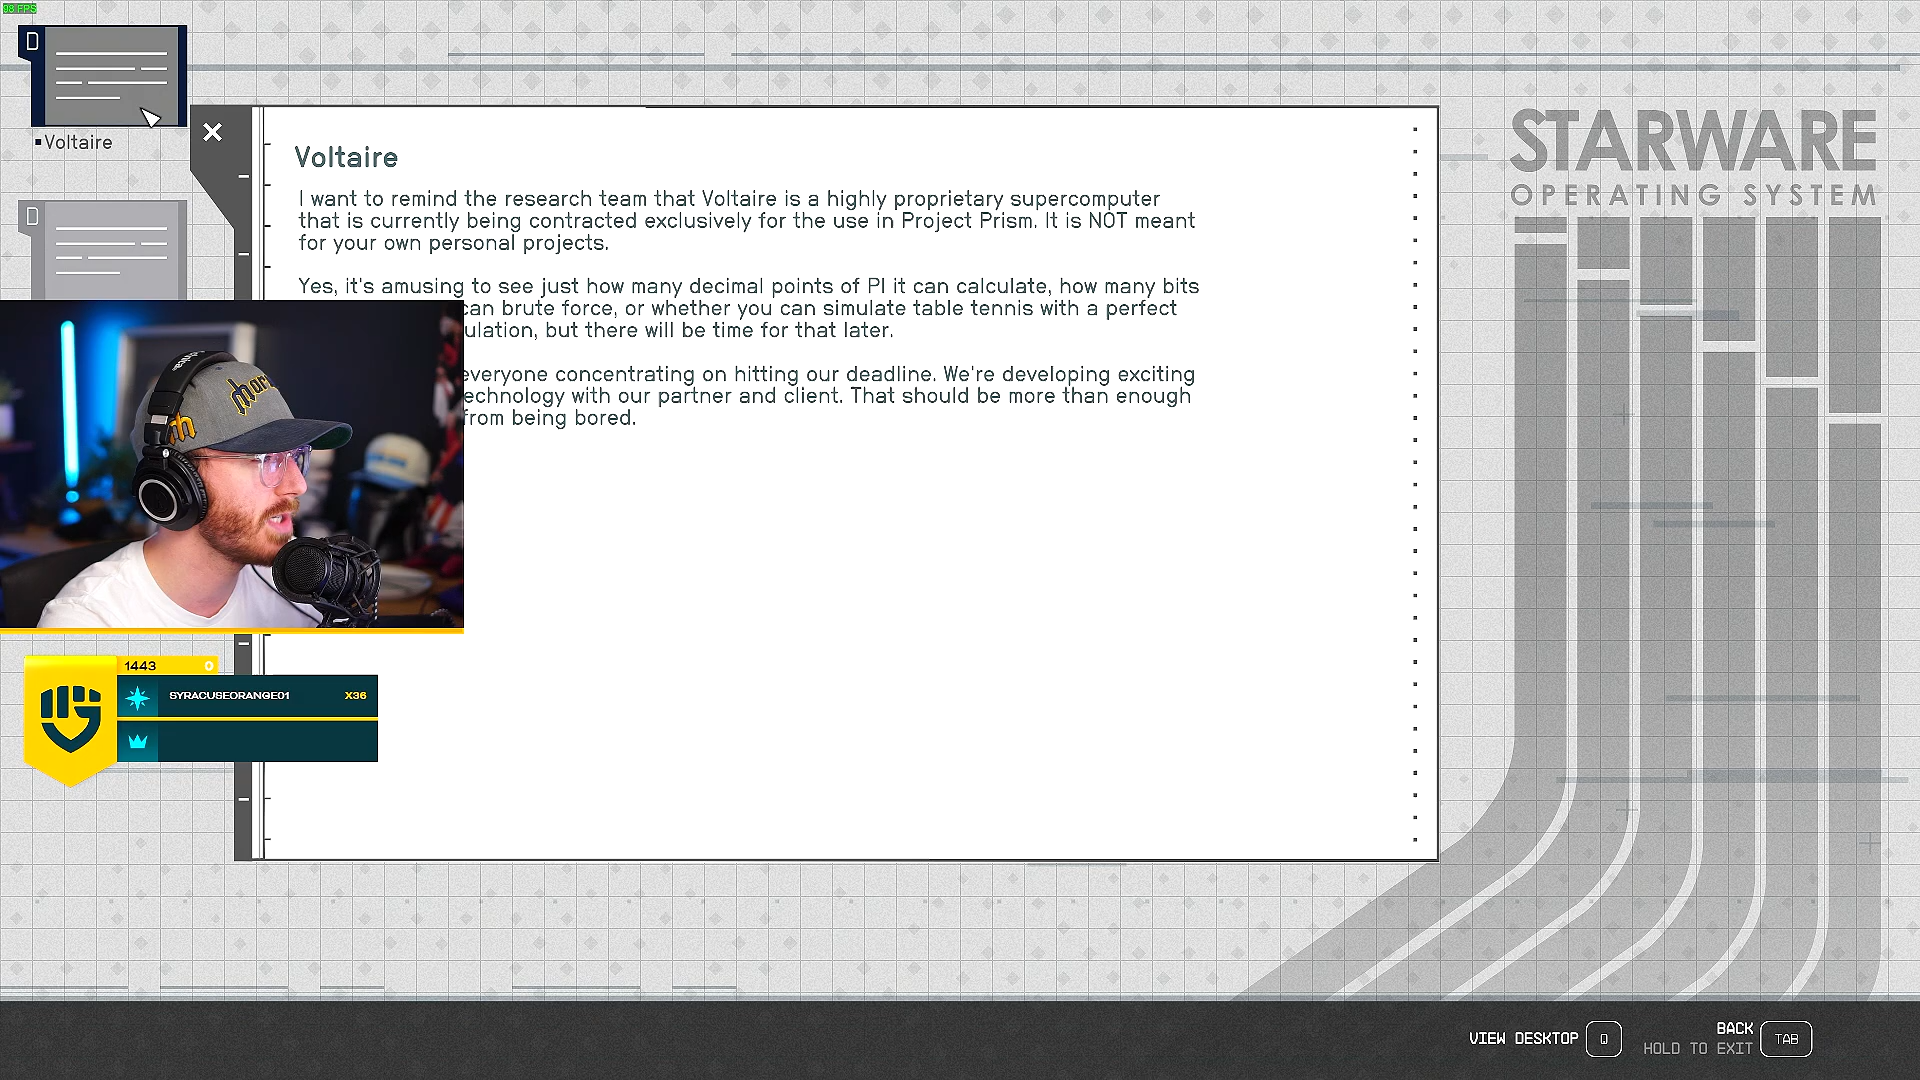 98 FPS
D
Voltaire
D
Voltaire
I want to remind the research team that Voltaire is a highly proprietary supercomputer
that is currently being contracted exclusively for the use in Project Prism. It is NOT meant
for your own personal projects.
Yes, it's amusing to see just how many decimal points of PI it can calculate, how many bits
can brute force, or whether you can simulate table tennis with a perfect
ulation, but there will be time for that later.
everyone concentrating on hitting our deadline. We're developing exciting
echnology with our partner and client. That should be more than enough
from being bored.
STARWARE
OPERATING SYSTEM
1443 0
SYRACUSEORANGE01 X36
VIEW DESKTOP Q
BACK
HOLD TO EXIT TAB